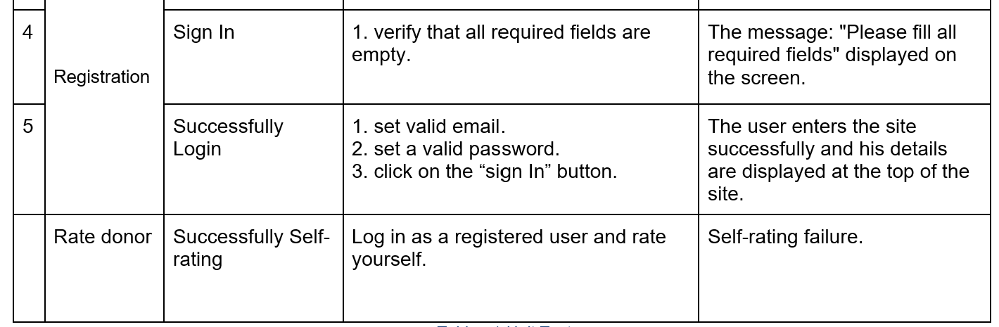 4
Registration
Sign In
1. verify that all required fields are
empty.
The message: "Please fill all
required fields" displayed on
the screen.
5
Successfully
Login
1. set valid email.
2. set a valid password.
3. click on the “sign In” button.
The user enters the site
successfully and his details
are displayed at the top of the
site.
Rate donor
Successfully Self-
rating
Log in as a registered user and rate
yourself.
Self-rating failure.